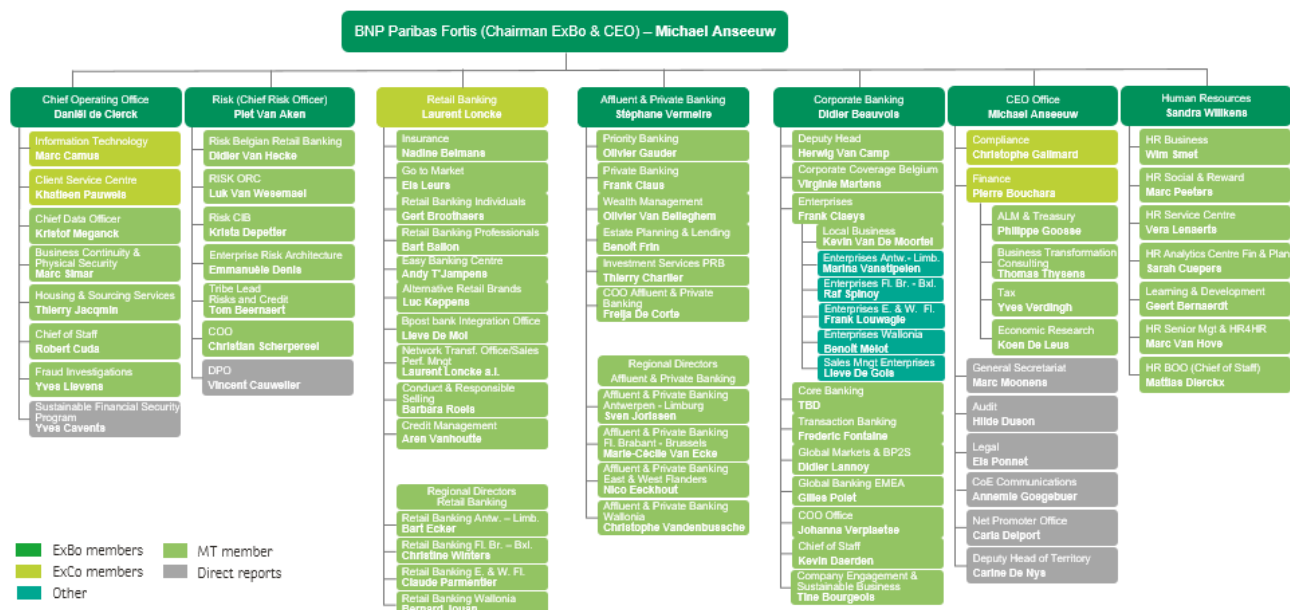 BNP Paribas Fortis (Chairman ExBo & CEO) – Michael Anseeuw
Chief Operating Office
Daniël de Clerck
Information Technology
Marc Camus
Client Service Centre
Khatleen Pauwels
Chief Data Officer
Kristof Meganck
Business Continuity &
Physical Security
Marc Simar
Housing & Sourcing Services
Thierry Jacqmin
Chief of Staff
Robert Cuda
Fraud Investigations
Yves Lievens
Sustainable Financial Security
Program
Yves Cavents
Risk (Chief Risk Officer)
Piet Van Aken
Risk Belgian Retail Banking
Didier Van Hecke
RISK ORC
Luk Van Wesemael
Risk CIB
Krista Depetter
Enterprise Risk Architecture
Emmanuèle Denis
Tribe Lead
Risks and Credit
Tom Beernaert
COO
Christian Scherpereel
DPO
Vincent Cauwelier
Retail Banking
Laurent Loncke
Insurance
Nadine Belmans
Go to Market
Els Leurs
Retail Banking Individuals
Gert Broothaers
Retail Banking Professionals
Bart Ballon
Easy Banking Centre
Andy T'Jampens
Alternative Retail Brands
Luc Keppens
Bpost bank Integration Office
Lieve De Mol
Network Transf. Office/Sales
Perf. Mngt
Laurent Loncke a.i.
Conduct & Responsible
Selling
Barbara Roels
Credit Management
Aren Vanhoutte
Regional Directors
Retail Banking
Retail Banking Antw. – Limb.
Bart Ecker
Retail Banking Fl. Br. – Bxl.
Christine Winters
Retail Banking E. & W. Fl.
Claude Parmentier
Retail Banking Wallonia
Bernard Jouan
Affluent & Private Banking
Stéphane Vermeire
Priority Banking
Olivier Gauder
Private Banking
Frank Claus
Wealth Management
Olivier Van Belleghem
Estate Planning & Lending
Benoît Frin
Investment Services PRB
Thierry Charlier
COO Affluent & Private
Banking
Freija De Corte
Regional Directors
Affluent & Private Banking
Affluent & Private Banking
Antwerpen - Limburg
Sven Jorissen
Affluent & Private Banking
Fl. Brabant - Brussels
Marie-Cécile Van Ecke
Affluent & Private Banking
East & West Flanders
Nico Eeckhout
Affluent & Private Banking
Wallonia
Christophe Vandenbussche
Corporate Banking
Didier Beauvois
Deputy Head
Herwig Van Camp
Corporate Coverage Belgium
Virginie Martens
Enterprises
Frank Claeys
Local Business
Kevin Van De Moortel
Enterprises Antw.- Limb.
Marina Vanstipelen
Enterprises Fl. Br. - Bxl.
Raf Spinoy
Enterprises E. & W. Fl.
Frank Louwagie
Enterprises Wallonia
Benoît Mélot
Sales Mngt Enterprises
Lieve De Gols
Core Banking
TBD
Transaction Banking
Frederic Fontaine
Global Markets & BP2S
Didier Lannoy
Global Banking EMEA
Gilles Polet
COO Office
Johanna Verplaetse
Chief of Staff
Kevin Daerden
Company Engagement &
Sustainable Business
Tine Bourgeois
CEO Office
Michael Anseeuw
Compliance
Christophe Gallmard
Finance
Pierre Bouchara
ALM & Treasury
Philippe Goosse
Business Transformation
Consulting
Thomas Thysens
Tax
Yves Verdingh
Economic Research
Koen De Leus
General Secretariat
Marc Moonens
Audit
Hilde Duson
Legal
Els Ponnet
CoE Communications
Annemie Goegebuer
Net Promoter Office
Carla Delport
Deputy Head of Territory
Carine De Nys
Human Resources
Sandra Wilikens
HR Business
Wim Smet
HR Social & Reward
Marc Peeters
HR Service Centre
Vera Lenaerts
HR Analytics Centre Fin & Plan
Sarah Cuepers
Learning & Development
Geert Bernaerdt
HR Senior Mgt & HR4HR
Marc Van Hove
HR BOO (Chief of Staff)
Mattias Dierckx
ExBo members
MT member
ExCo members
Direct reports
Other